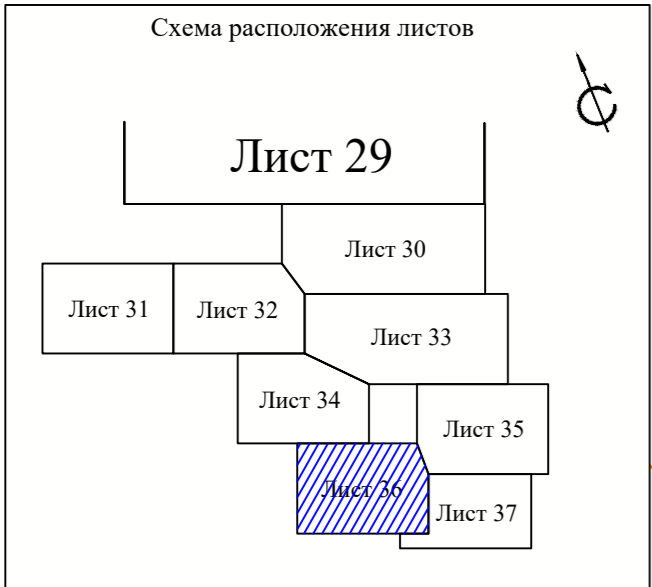 Схема расположения листов
С
Лист 29
Лист 30
Лист 31
Лист 32
Лист 33
Лист 34
Лист 35
Лист 36
Лист 37